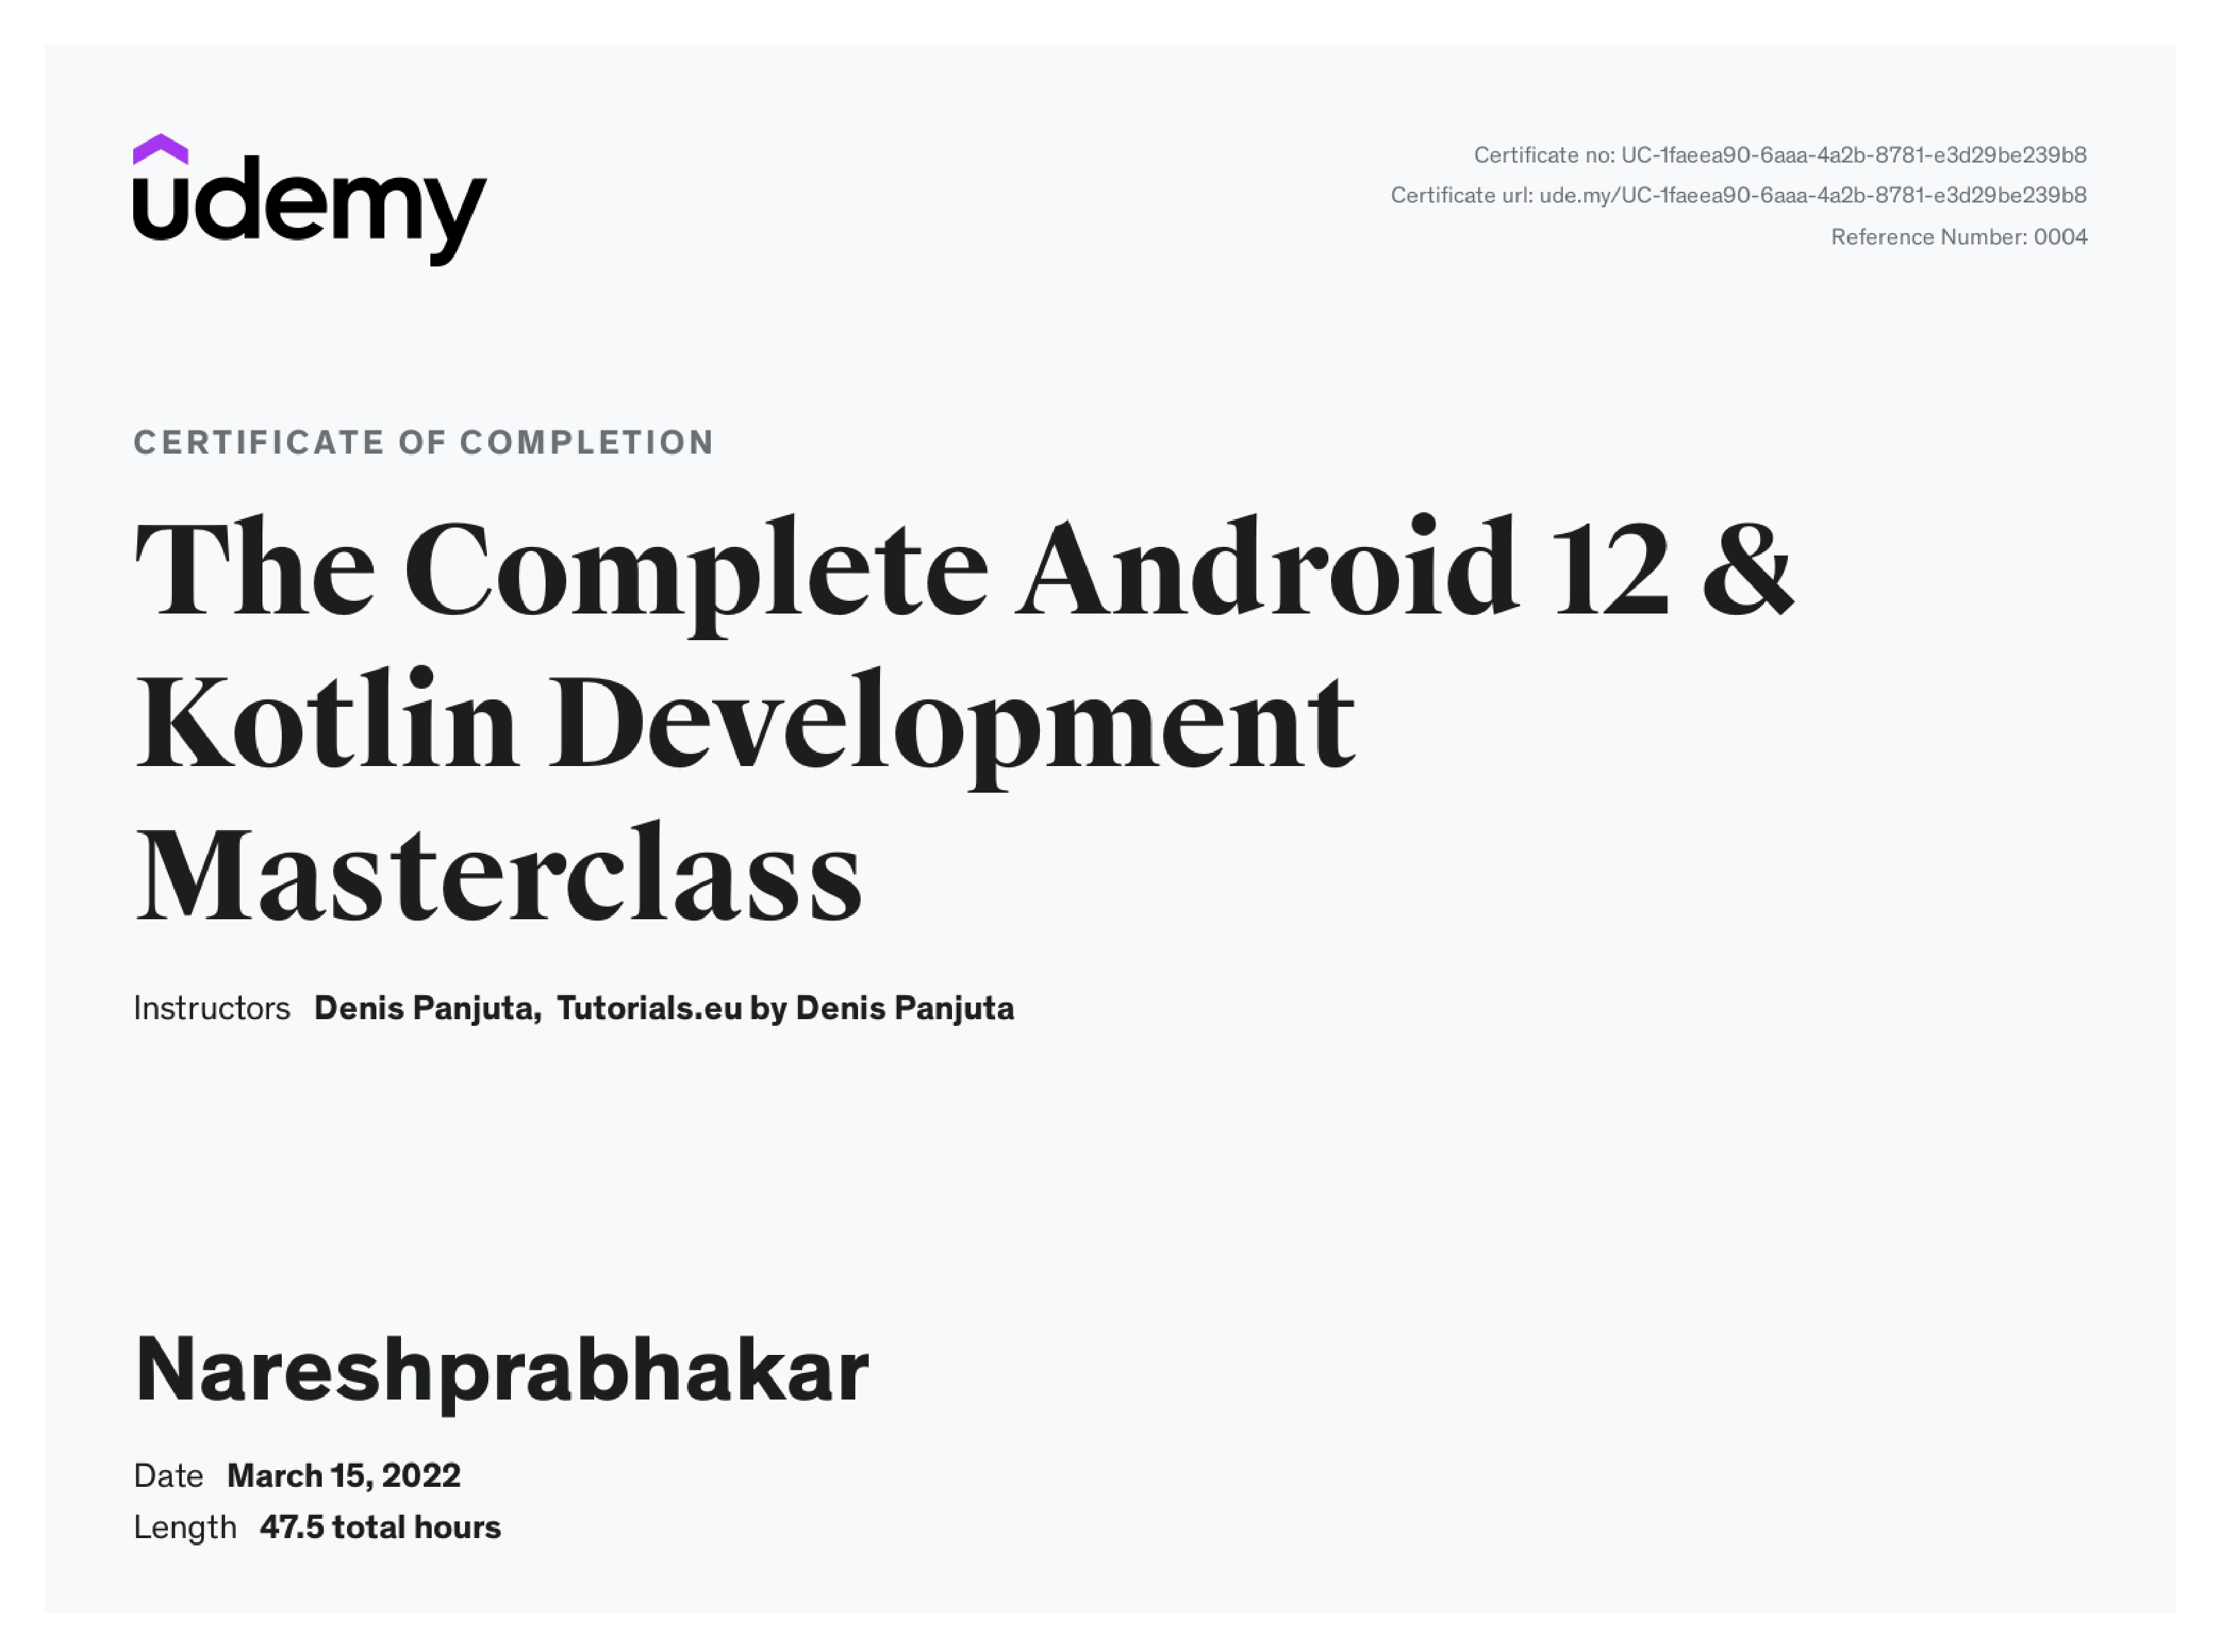 udemy
Certificate no: UC-1faeea90-6aaa-4a2b-8781-e3d29be239b8
Certificate url: ude.my/UC-1faeea90-6aaa-4a2b-8781-e3d29be239b8
Reference Number: 0004
CERTIFICATE OF COMPLETION
The Complete Android 12 &
Kotlin Development
Masterclass
Instructors Denis Panjuta, Tutorials.eu by Denis Panjuta
Nareshprabhakar
Date March 15, 2022
Length 47.5 total hours